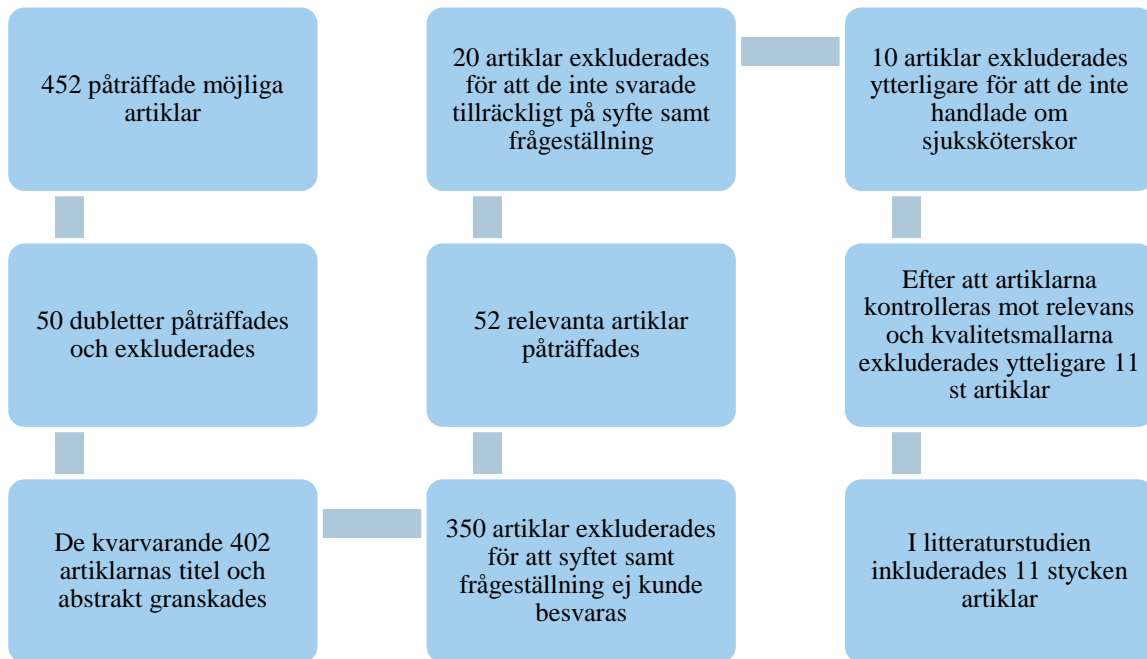 452 påträffade möjliga
artiklar
50 dubletter påträffades
och exkluderades
De kvarvarande 402
artiklarnas titel och
abstrakt granskades
350 artiklar exkluderades
för att syftet samt
frågeställning ej kunde
besvaras
52 relevanta artiklar
påträffades
20 artiklar exkluderades
för att de inte svarade
tillräckligt på syfte samt
frågeställning
10 artiklar exkluderades
ytterligare för att de inte
handlade om
sjuksköterskor
Efter att artiklarna
kontrolleras mot relevans
och kvalitetsmallarna
exkluderades ytteligare 11
st artiklar
I litteraturstudien
inkluderades 11 stycken
artiklar